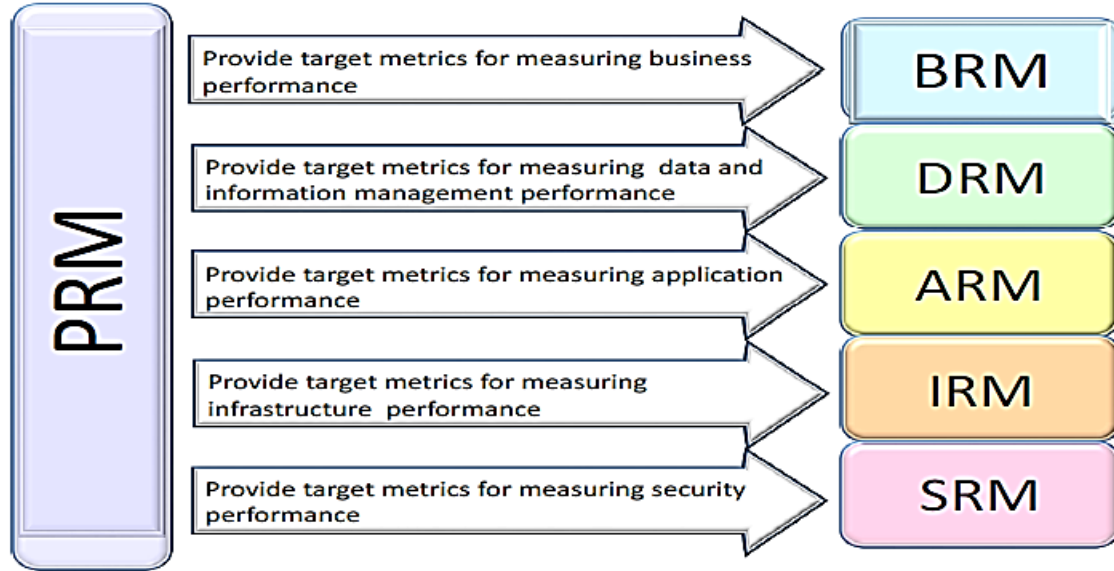 PRM
Provide target metrics for measuring business
performance
BRM
Provide target metrics for measuring data and
information management performance
DRM
Provide target metrics for measuring application
performance
ARM
Provide target metrics for measuring
infrastructure performance
IRM
Provide target metrics for measuring security
performance
SRM